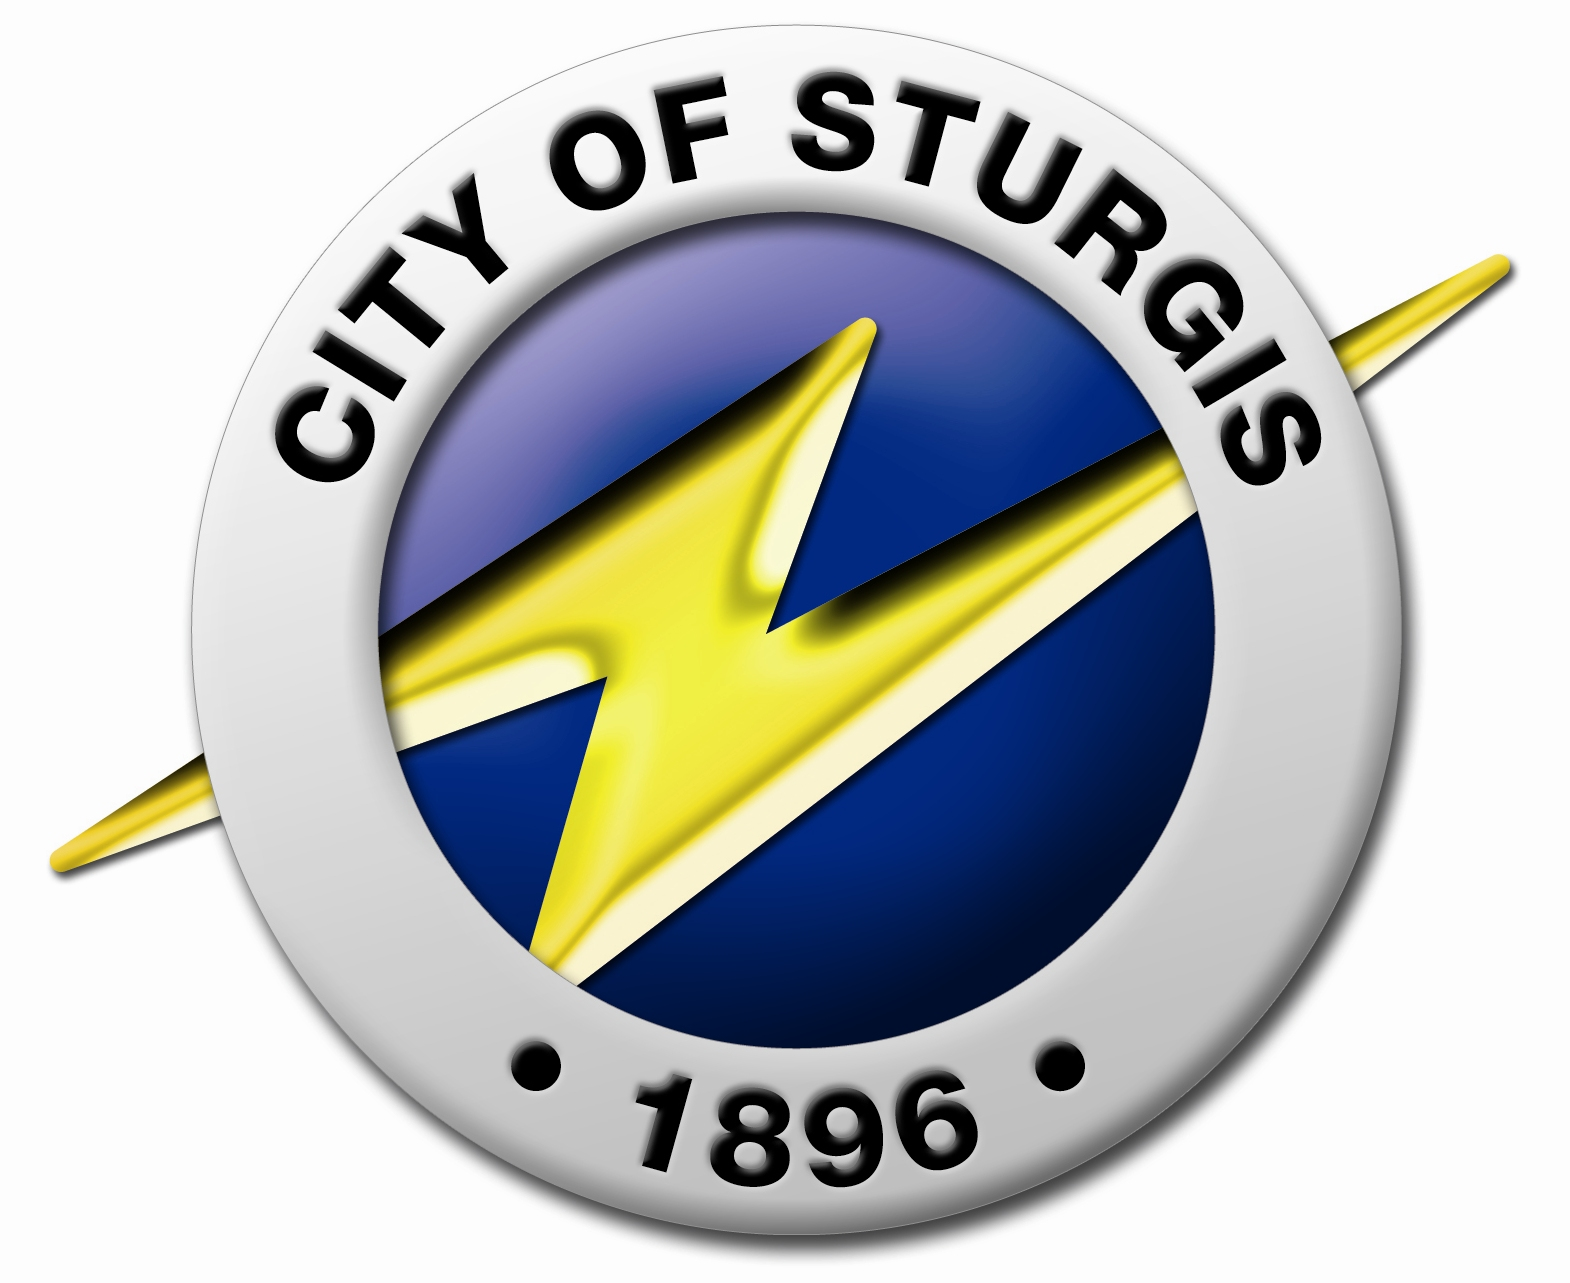 CITY OF STURGIS
• 1896 •